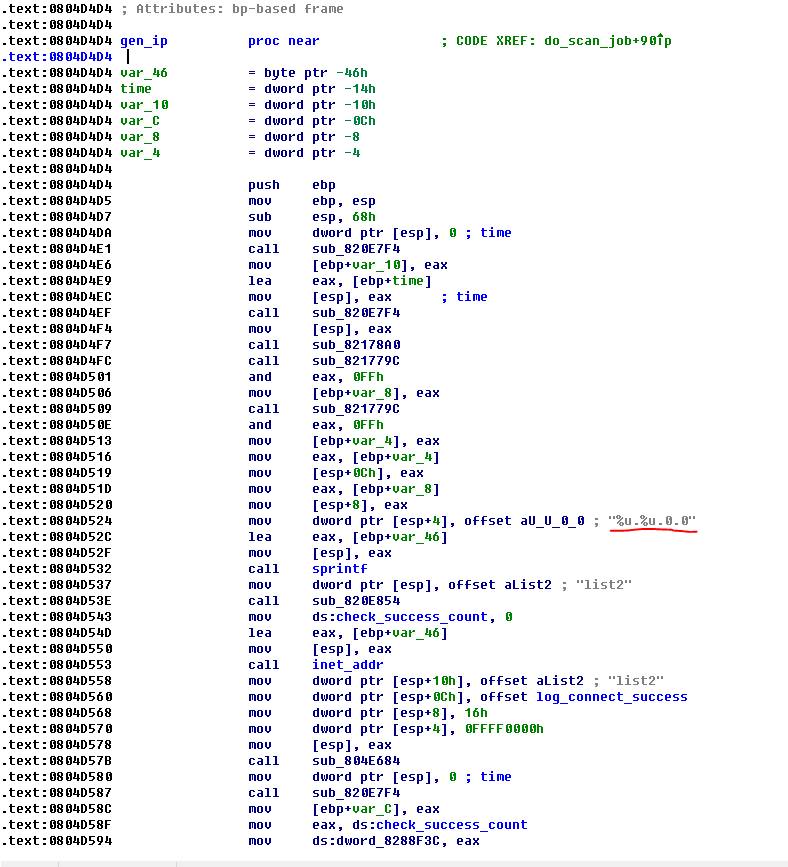 .text:0804D4D4 ; Attributes: bp-based frame
.text:0804D4D4
.text:0804D4D4 gen_ip proc near ; CODE XREF: do_scan_job+90↑p
.text:0804D4D4
.text:0804D4D4 var_46 = byte ptr -46h
.text:0804D4D4 time = dword ptr -14h
.text:0804D4D4 var_10 = dword ptr -10h
.text:0804D4D4 var_C = dword ptr -0Ch
.text:0804D4D4 var_8 = dword ptr -8
.text:0804D4D4 var_4 = dword ptr -4
.text:0804D4D4
.text:0804D4D4 push ebp
.text:0804D4D5 mov ebp, esp
.text:0804D4D7 sub esp, 68h
.text:0804D4DA mov dword ptr [esp], 0 ; time
.text:0804D4E1 call sub_820E7F4
.text:0804D4E6 mov [ebp+var_10], eax
.text:0804D4E9 lea eax, [ebp+time]
.text:0804D4EC mov [esp], eax ; time
.text:0804D4EF call sub_820E7F4
.text:0804D4F4 mov [esp], eax
.text:0804D4F7 call sub_82178A0
.text:0804D4FC call sub_821779C
.text:0804D501 and eax, 0FFh
.text:0804D506 mov [ebp+var_8], eax
.text:0804D509 call sub_821779C
.text:0804D50E and eax, 0FFh
.text:0804D513 mov [ebp+var_4], eax
.text:0804D516 mov eax, [ebp+var_4]
.text:0804D519 mov [esp+0Ch], eax
.text:0804D51D mov eax, [ebp+var_8]
.text:0804D520 mov [esp+8], eax
.text:0804D524 mov dword ptr [esp+4], offset aU_U_0_0 ; "%u.%u.0.0"
.text:0804D52C lea eax, [ebp+var_46]
.text:0804D52F mov [esp], eax
.text:0804D532 call sprintf
.text:0804D537 mov dword ptr [esp], offset aList2 ; "list2"
.text:0804D53E call sub_820E854
.text:0804D543 mov ds:check_success_count, 0
.text:0804D54D lea eax, [ebp+var_46]
.text:0804D550 mov [esp], eax
.text:0804D553 call inet_addr
.text:0804D558 mov dword ptr [esp+10h], offset aList2 ; "list2"
.text:0804D560 mov dword ptr [esp+0Ch], offset log_connect_success
.text:0804D568 mov dword ptr [esp+8], 16h
.text:0804D570 mov dword ptr [esp+4], 0FFFF0000h
.text:0804D578 mov [esp], eax
.text:0804D57B call sub_804E684
.text:0804D580 mov dword ptr [esp], 0 ; time
.text:0804D587 call sub_820E7F4
.text:0804D58C mov [ebp+var_C], eax
.text:0804D58F mov eax, ds:check_success_count
.text:0804D594 mov ds:dword_8288F3C, eax